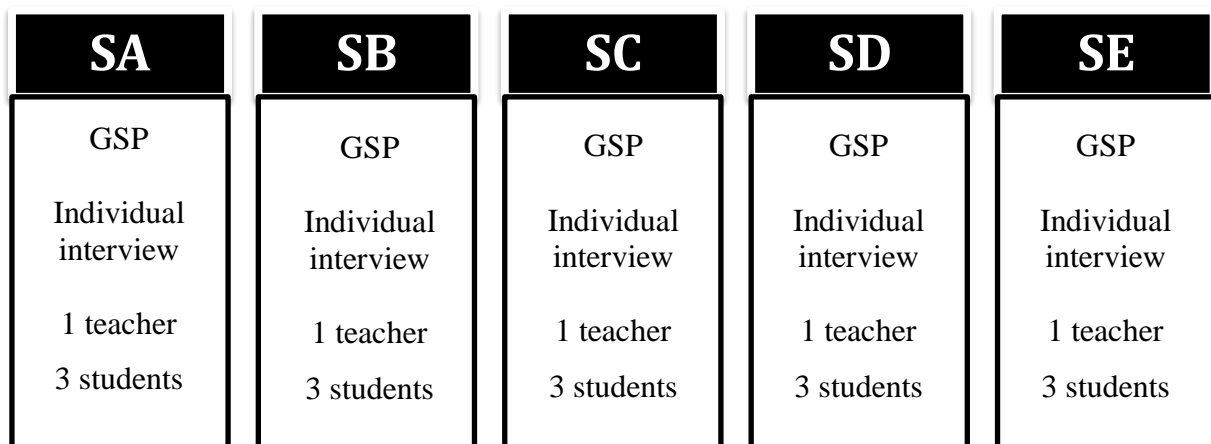 SA
GSP
Individual
interview
1 teacher
3 students
SB
GSP
Individual
interview
1 teacher
3 students
SC
GSP
Individual
interview
1 teacher
3 students
SD
GSP
Individual
interview
1 teacher
3 students
SE
GSP
Individual
interview
1 teacher
3 students